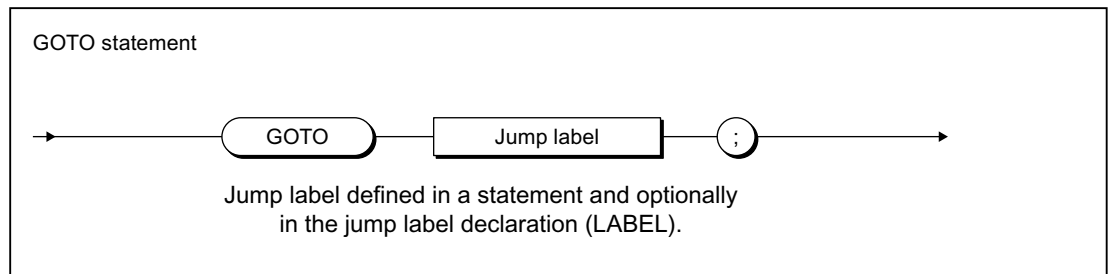 GOTO statement
GOTO Jump label ;
Jump label defined in a statement and optionally
in the jump label declaration (LABEL).